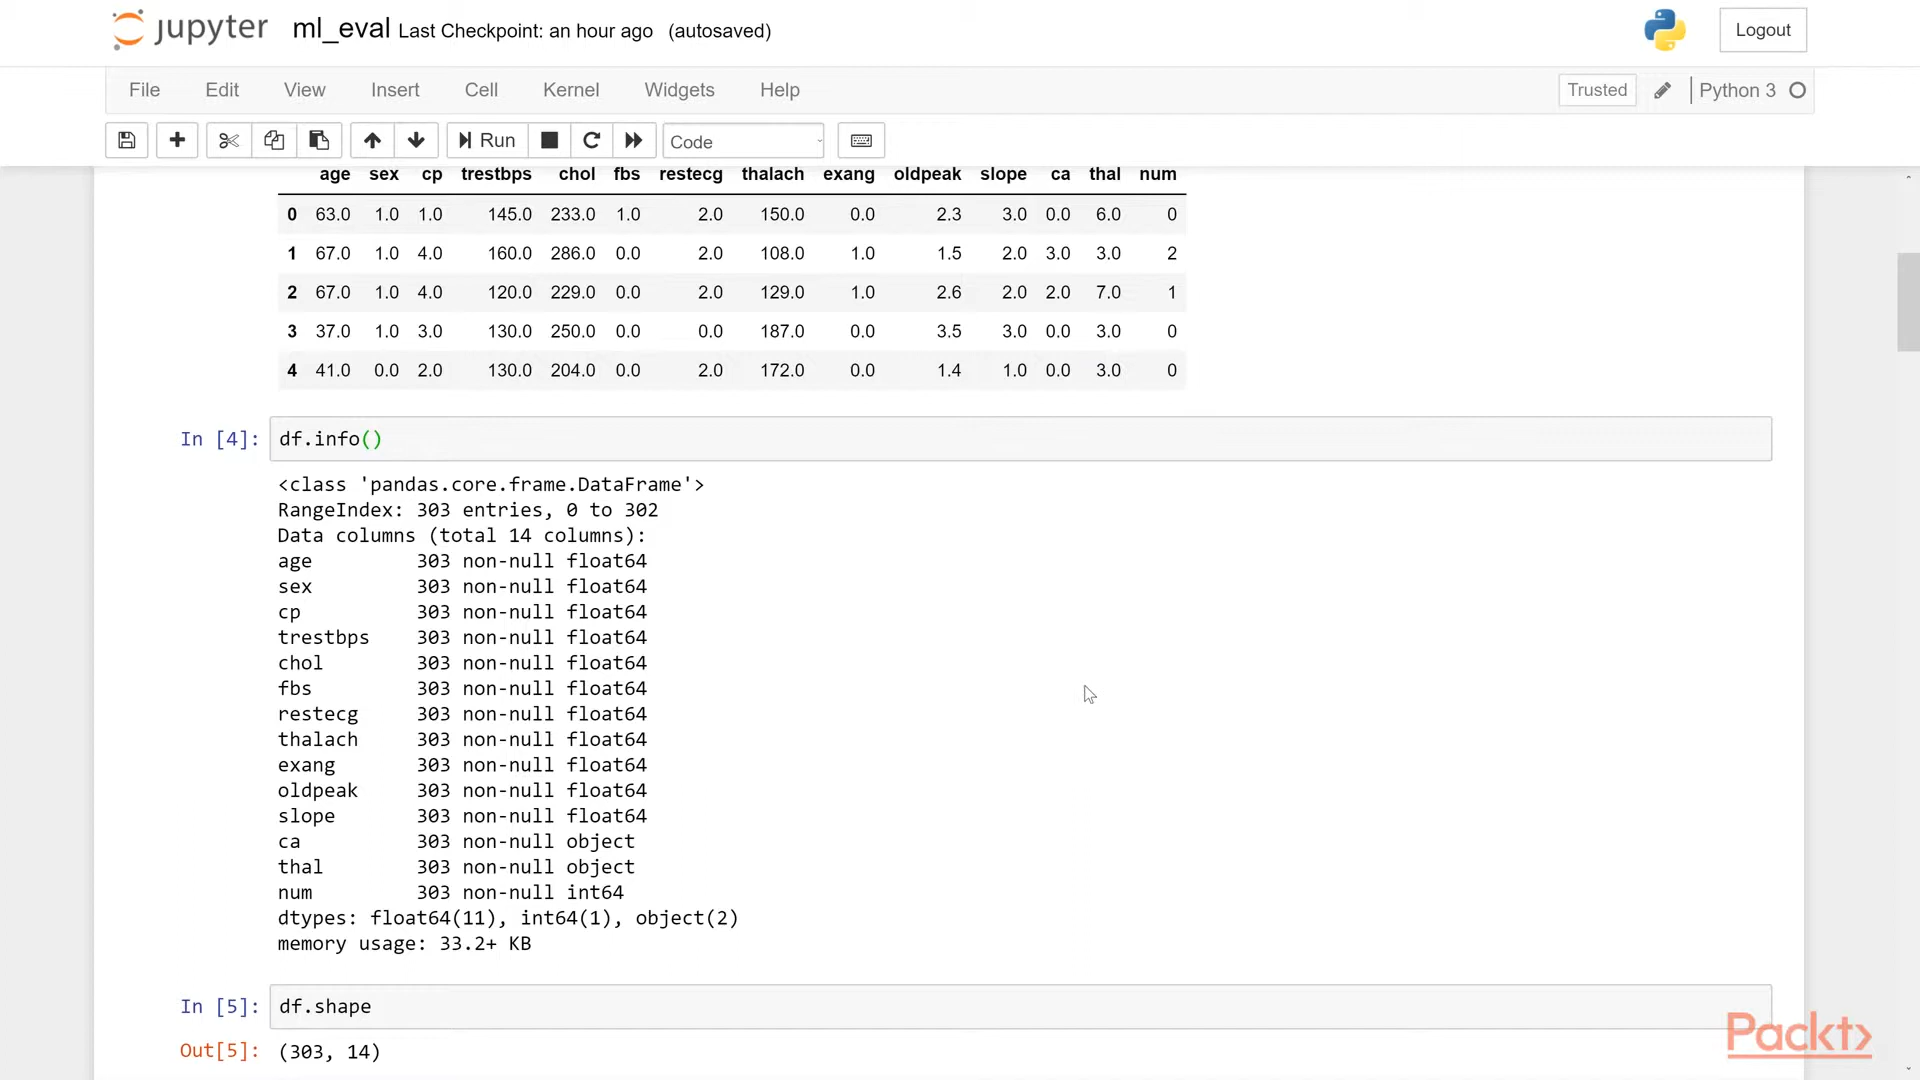 jupyter ml_eval Last Checkpoint: an hour ago (autosaved) Logout
File Edit View Insert Cell Kernel Widgets Help Trusted Python 3
Run Code
age sex cp trestbps chol fbs restecg thalach exang oldpeak slope ca thal num
0 63.0 1.0 1.0 145.0 233.0 1.0 2.0 150.0 0.0 2.3 3.0 0.0 6.0 0
1 67.0 1.0 4.0 160.0 286.0 0.0 2.0 108.0 1.0 1.5 2.0 3.0 3.0 2
2 67.0 1.0 4.0 120.0 229.0 0.0 2.0 129.0 1.0 2.6 2.0 2.0 7.0 1
3 37.0 1.0 3.0 130.0 250.0 0.0 0.0 187.0 0.0 3.5 3.0 0.0 3.0 0
4 41.0 0.0 2.0 130.0 204.0 0.0 2.0 172.0 0.0 1.4 1.0 0.0 3.0 0
In [4]: df.info()
<class 'pandas.core.frame.DataFrame'>
RangeIndex: 303 entries, 0 to 302
Data columns (total 14 columns):
age 303 non-null float64
sex 303 non-null float64
cp 303 non-null float64
trestbps 303 non-null float64
chol 303 non-null float64
fbs 303 non-null float64
restecg 303 non-null float64
thalach 303 non-null float64
exang 303 non-null float64
oldpeak 303 non-null float64
slope 303 non-null float64
ca 303 non-null object
thal 303 non-null object
num 303 non-null int64
dtypes: float64(11), int64(1), object(2)
memory usage: 33.2+ KB
In [5]: df.shape
Out[5]: (303, 14)
Packt>